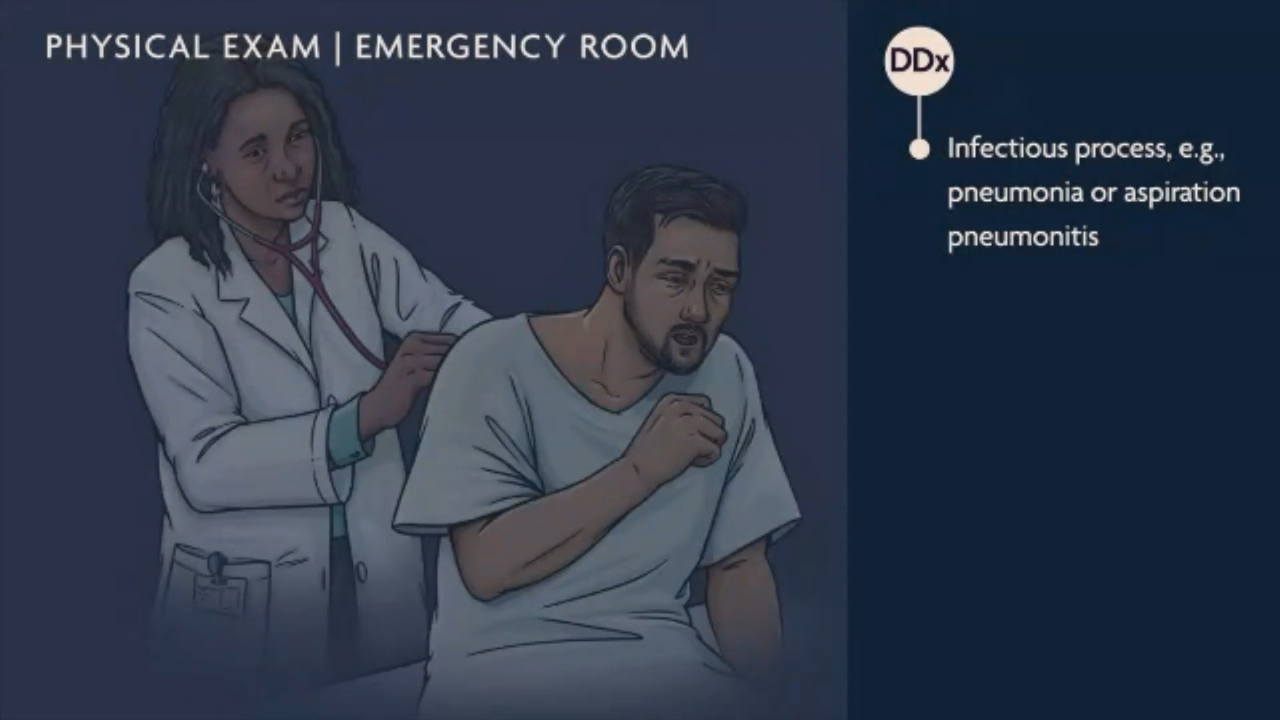 PHYSICAL EXAM | EMERGENCY ROOM
DDx
Infectious process, e.g.,
pneumonia or aspiration
pneumonitis